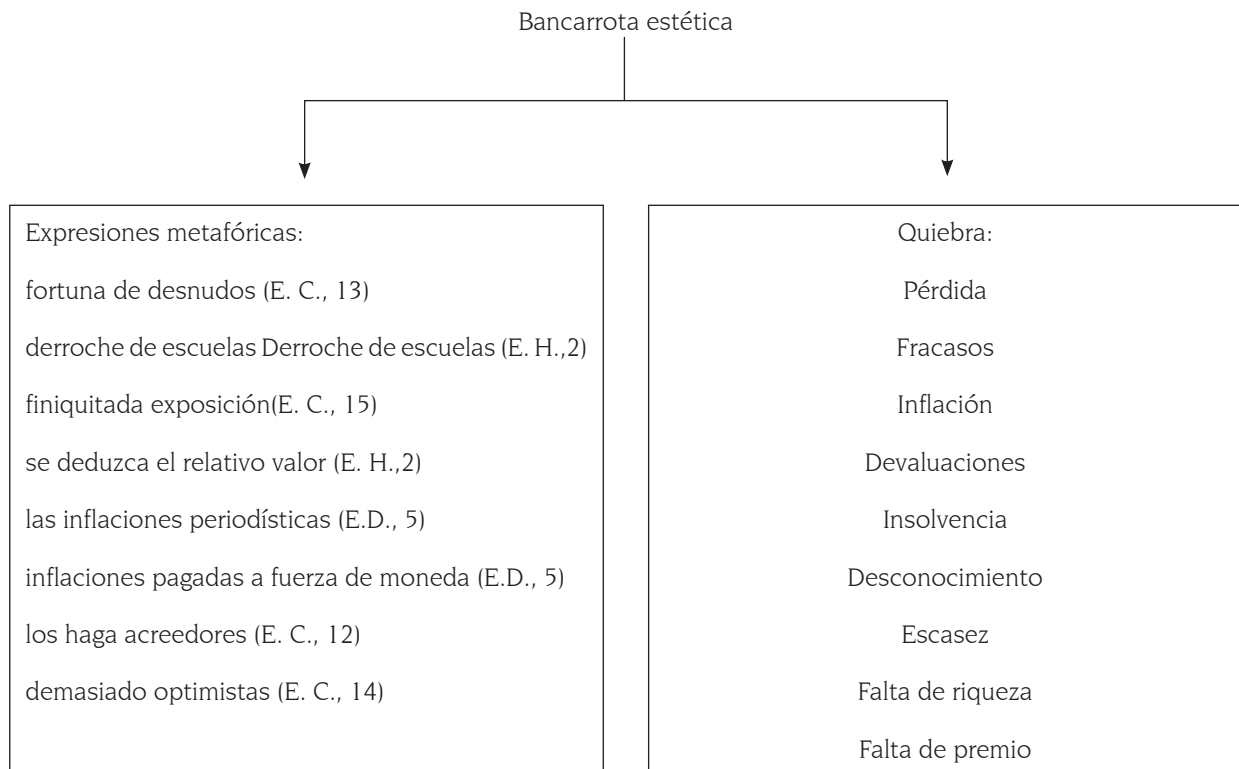 Bancarrota estética
Expresiones metafóricas:
fortuna de desnudos (E. C., 13)
derroche de escuelas Derroche de escuelas (E. H.,2)
finiquitada exposición(E. C., 15)
se deduzca el relativo valor (E. H.,2)
las inflaciones periodísticas (E.D., 5)
inflaciones pagadas a fuerza de moneda (E.D., 5)
los haga acreedores (E. C., 12)
demasiado optimistas (E. C., 14)
Quiebra:
Pérdida
Fracasos
Inflación
Devaluaciones
Insolvencia
Desconocimiento
Escasez
Falta de riqueza
Falta de premio